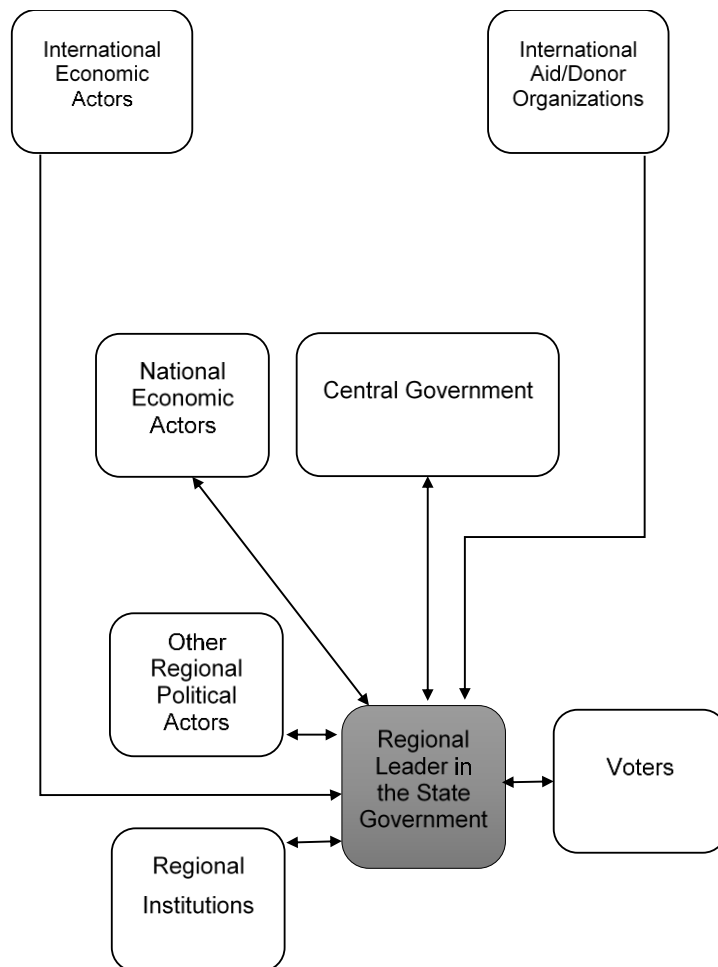 International
Economic
Actors
International
Aid/Donor
Organizations
National
Economic
Actors
Central Government
Other
Regional
Political
Actors
Regional
Leader in
the State
Government
Voters
Regional
Institutions